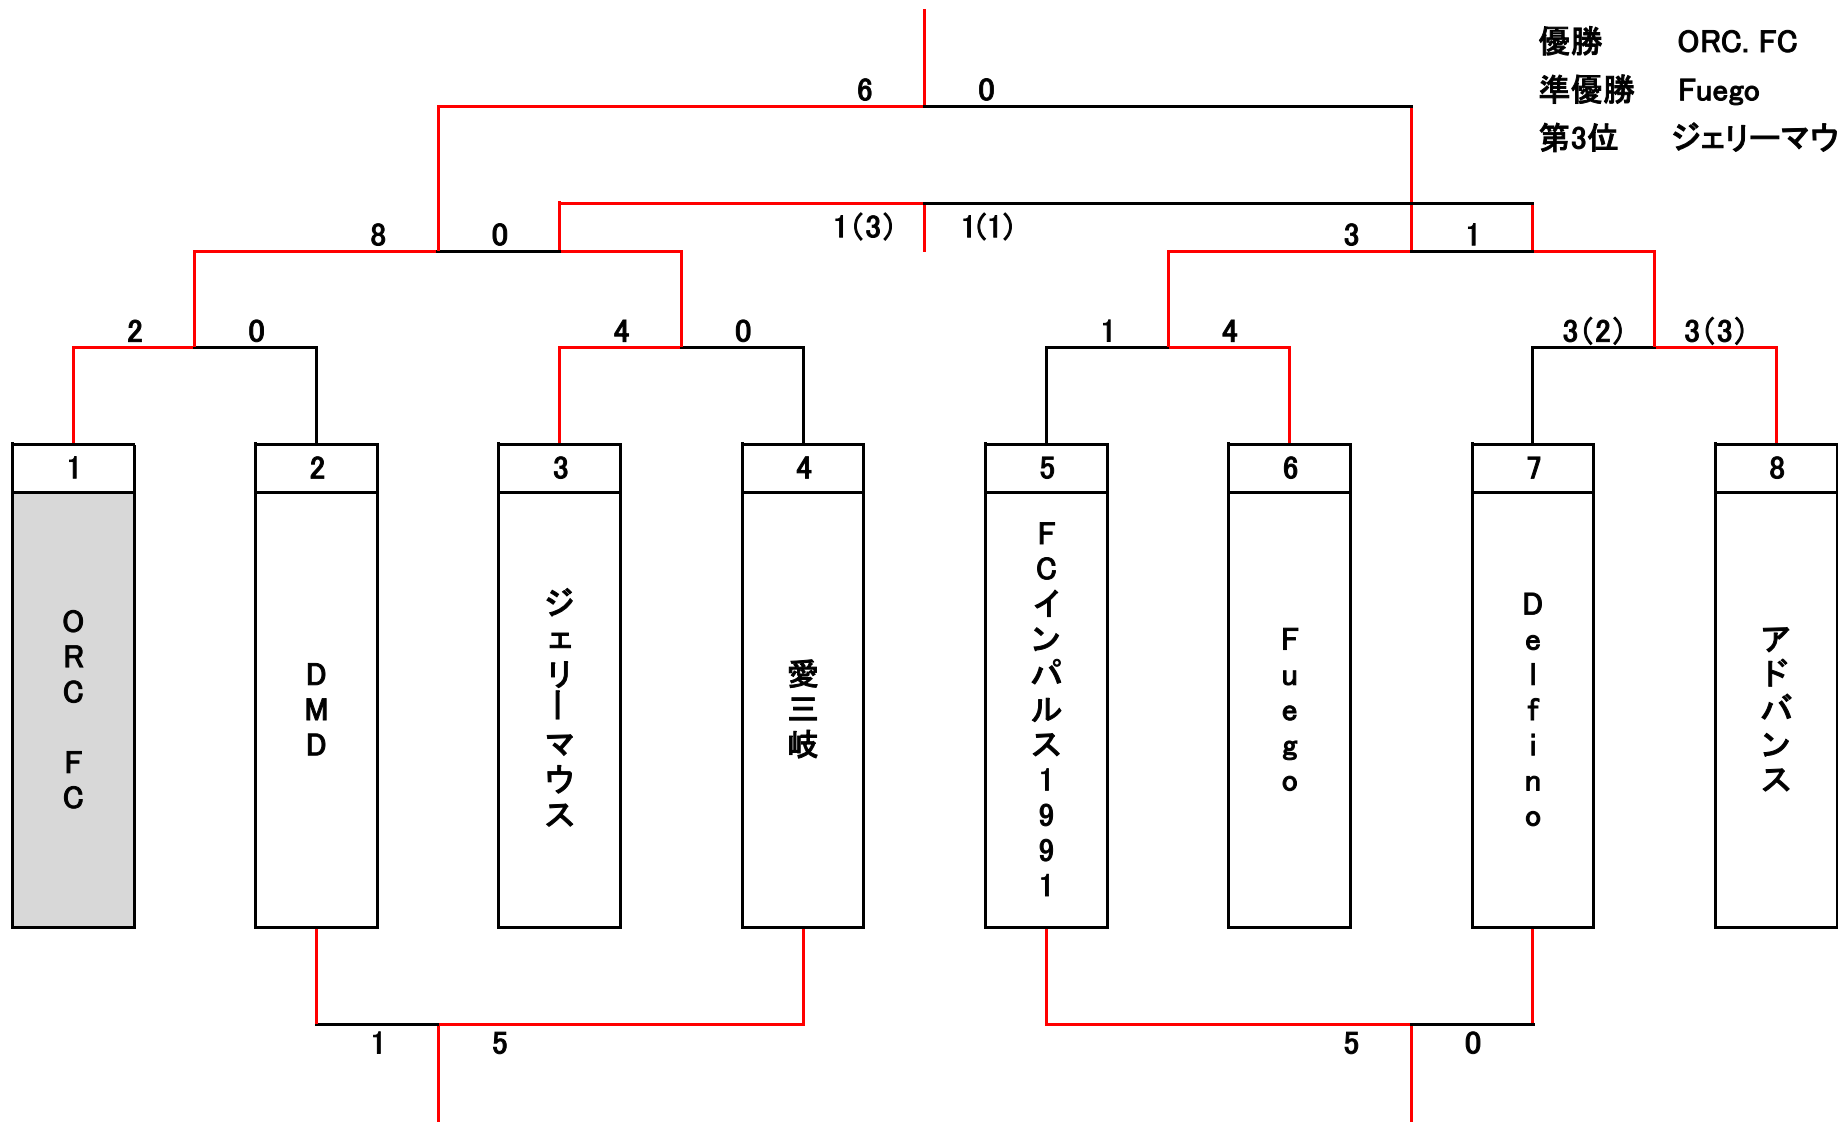 優勝 ORC. FC
準優勝 Fuego
第3位 ジェリーマウ
6 0
1(3) 1(1)
8 0
3 1
2 0
4 0
1 4
3(2) 3(3)
1 2 3 4 5 6 7 8
ORC FC
DMD
ジェリーマウス
愛三岐
FCインパルス1991
Fuego
Delfino
アドバンス
1 5
5 0